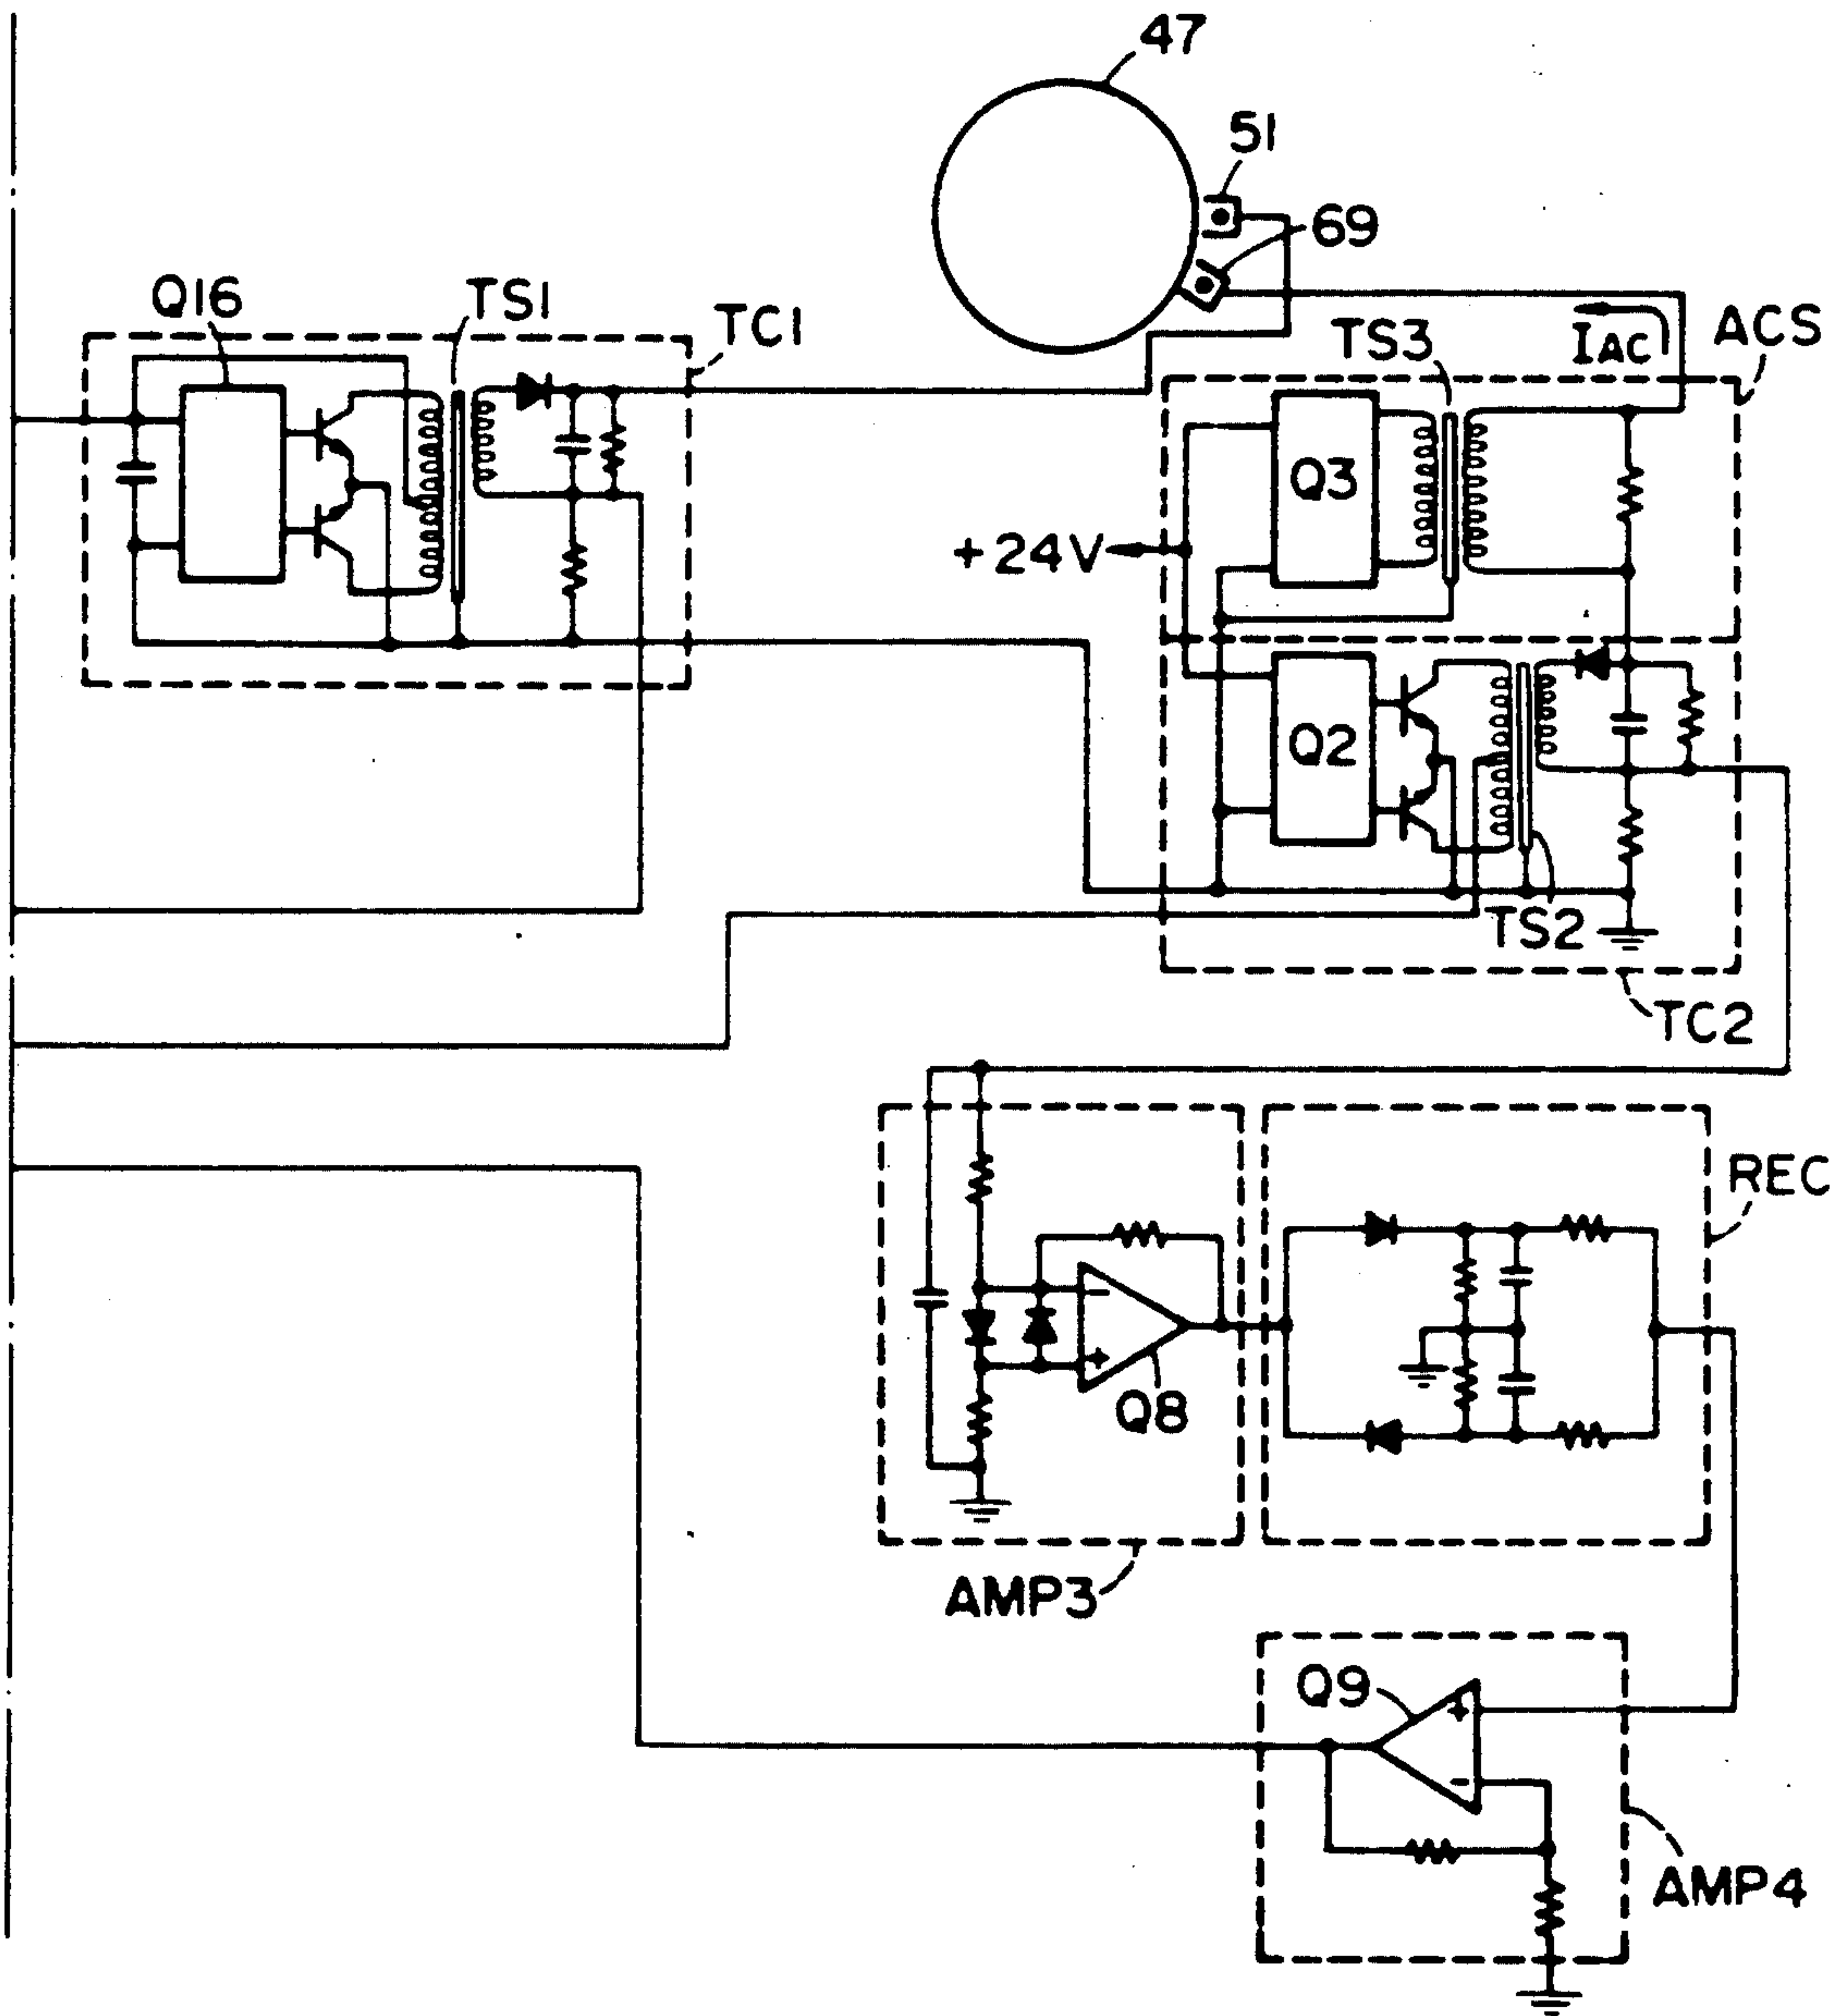 47
51
69
Q16
TS1
TC1
IAC
ACS
TS3
Q3
+24V
Q2
TS2
TC2
REC
-
+
Q8
AMP3
Q9
+
-
AMP4